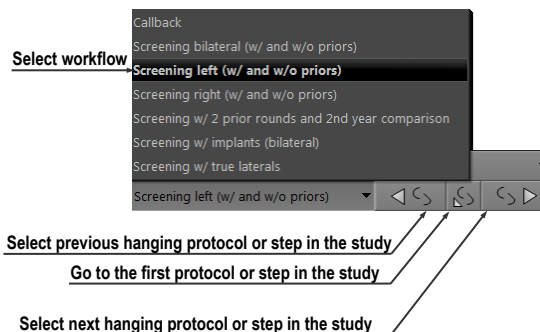 Callback
Screening bilateral (w/ and w/o priors)
Select workflow
Screening left (w/ and w/o priors)
Screening right (w/ and w/o priors)
Screening w/ 2 prior rounds and 2nd year comparison
Screening w/ implants (bilateral)
Screening w/ true laterals
Screening left (w/ and w/o priors)
Select previous hanging protocol or step in the study
Go to the first protocol or step in the study
Select next hanging protocol or step in the study